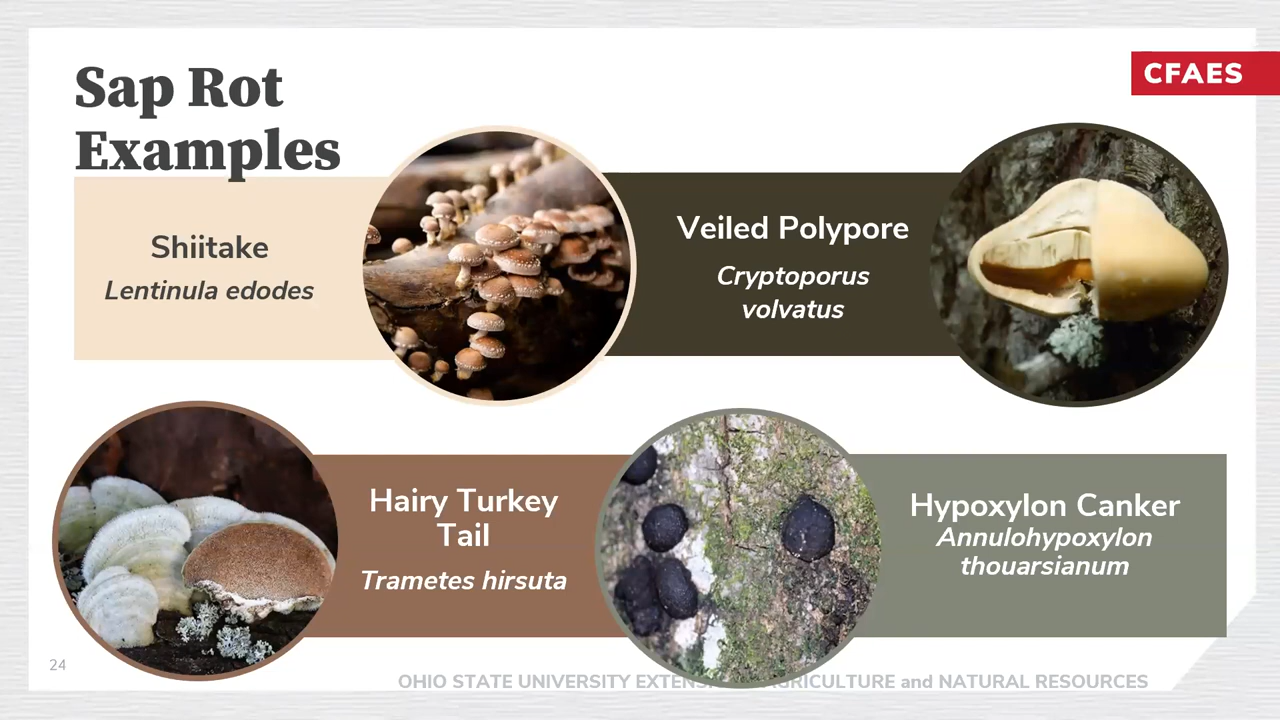 Sap Rot
Examples
CFAES
Shiitake
Lentinula edodes
Veiled Polypore
Cryptoporus
volvatus
Hairy Turkey
Tail
Trametes hirsuta
Hypoxylon Canker
Annulohypoxylon
thouarsianum
24
OHIO STATE UNIVERSITY AGRICULTURE and NATURAL RESOURCES